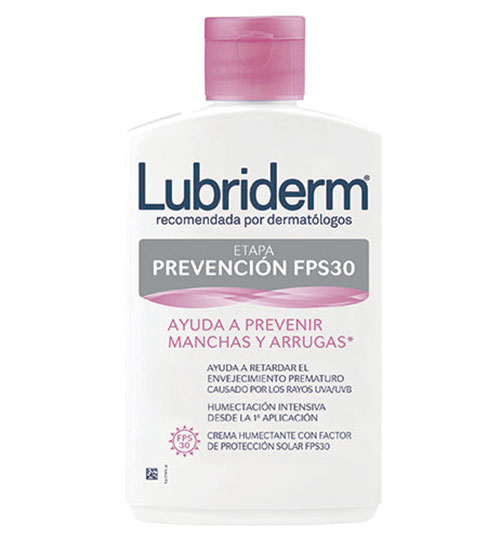 Lubriderm®
recomendada por dermatólogos
ETAPA
PREVENCIÓN FPS30
AYUDA A PREVENIR
MANCHAS Y ARRUGAS*
AYUDA A RETARDAR EL
ENVEJECIMIENTO PREMATURO
CAUSADO POR LOS RAYOS UVA/UVB
HUMECTACIÓN INTENSIVA
DESDE LA 1ª APLICACIÓN
FPS
30
CREMA HUMECTANTE CON FACTOR
DE PROTECCIÓN SOLAR FPS30